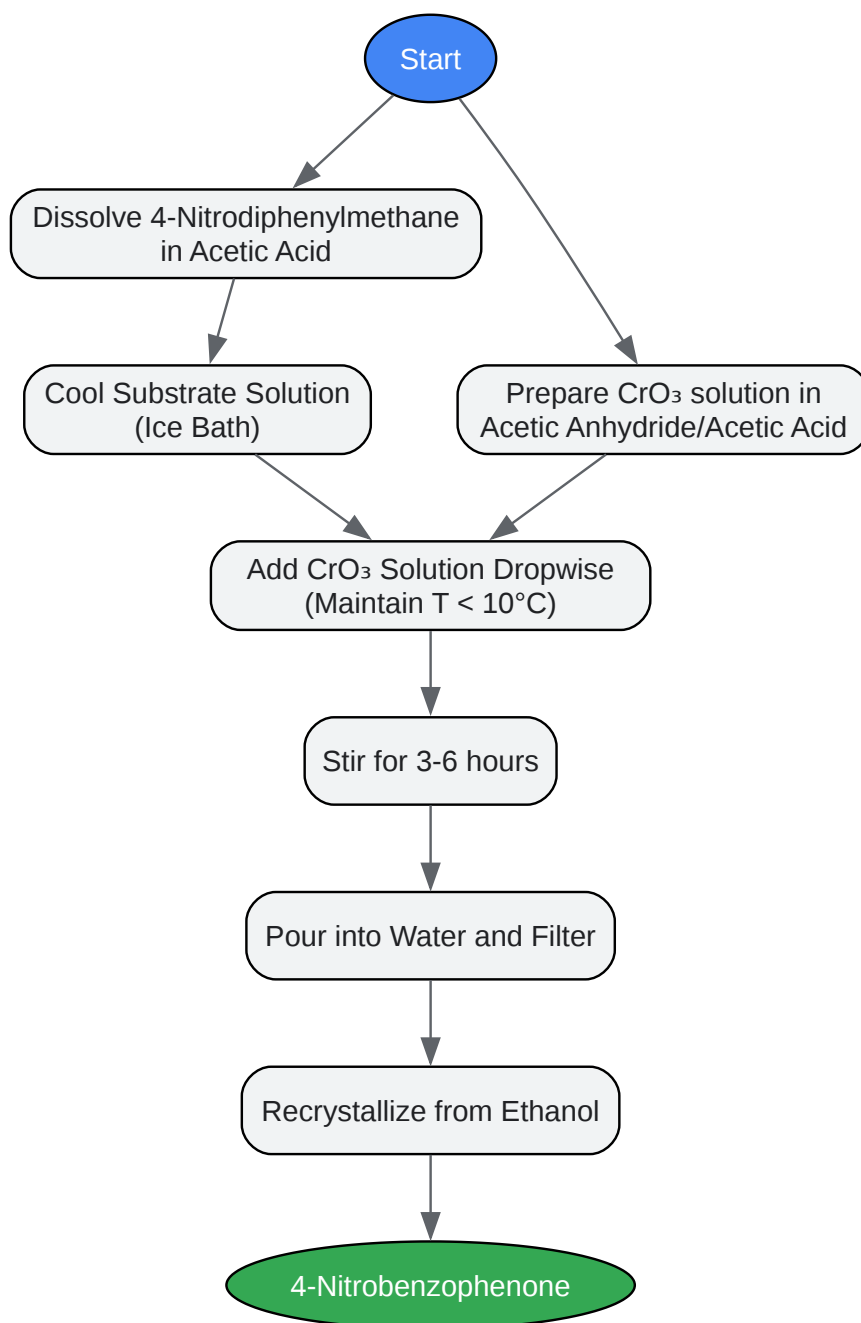 Start
Dissolve 4-Nitrodiphenylmethane
in Acetic Acid
Cool Substrate Solution
(Ice Bath)
Prepare CrO₃ solution in
Acetic Anhydride/Acetic Acid
Add CrO₃ Solution Dropwise
(Maintain T < 10°C)
Stir for 3-6 hours
Pour into Water and Filter
Recrystallize from Ethanol
4-Nitrobenzophenone